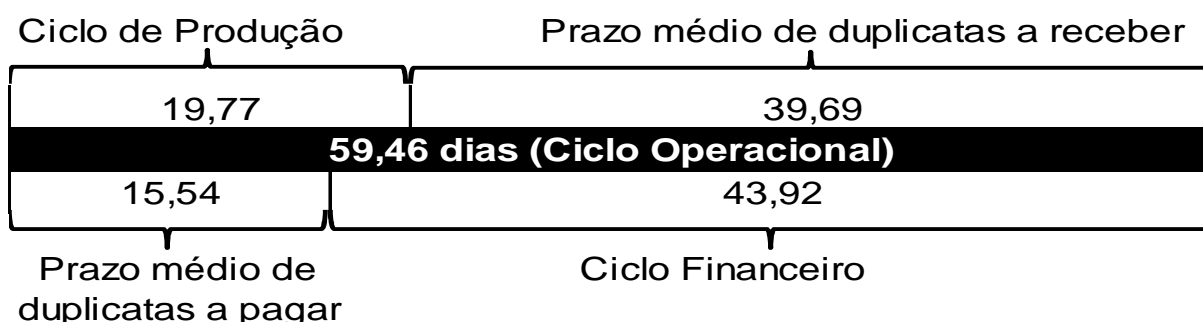 Ciclo de Produção Prazo médio de duplicatas a receber
19,77 39,69
59,46 dias (Ciclo Operacional)
15,54 43,92
Prazo médio de Ciclo Financeiro
duplicatas a pagar